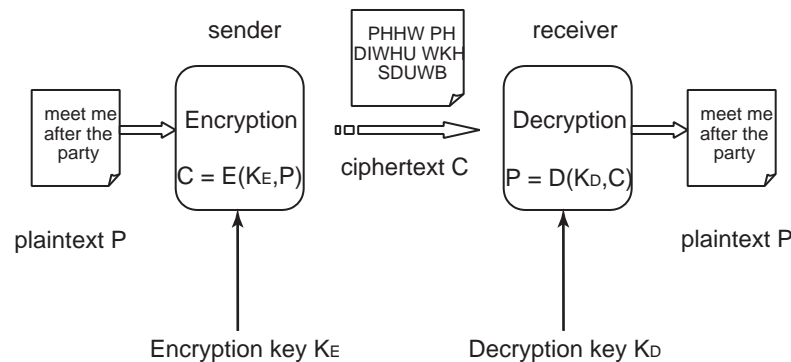 sender
PHHW PH
DIWHU WKH
SDUWB
receiver
meet me
after the
party
Encryption
C = E(KE,P)
ciphertext C
Decryption
P = D(KD,C)
meet me
after the
party
plaintext P
plaintext P
Encryption key KE
Decryption key KD